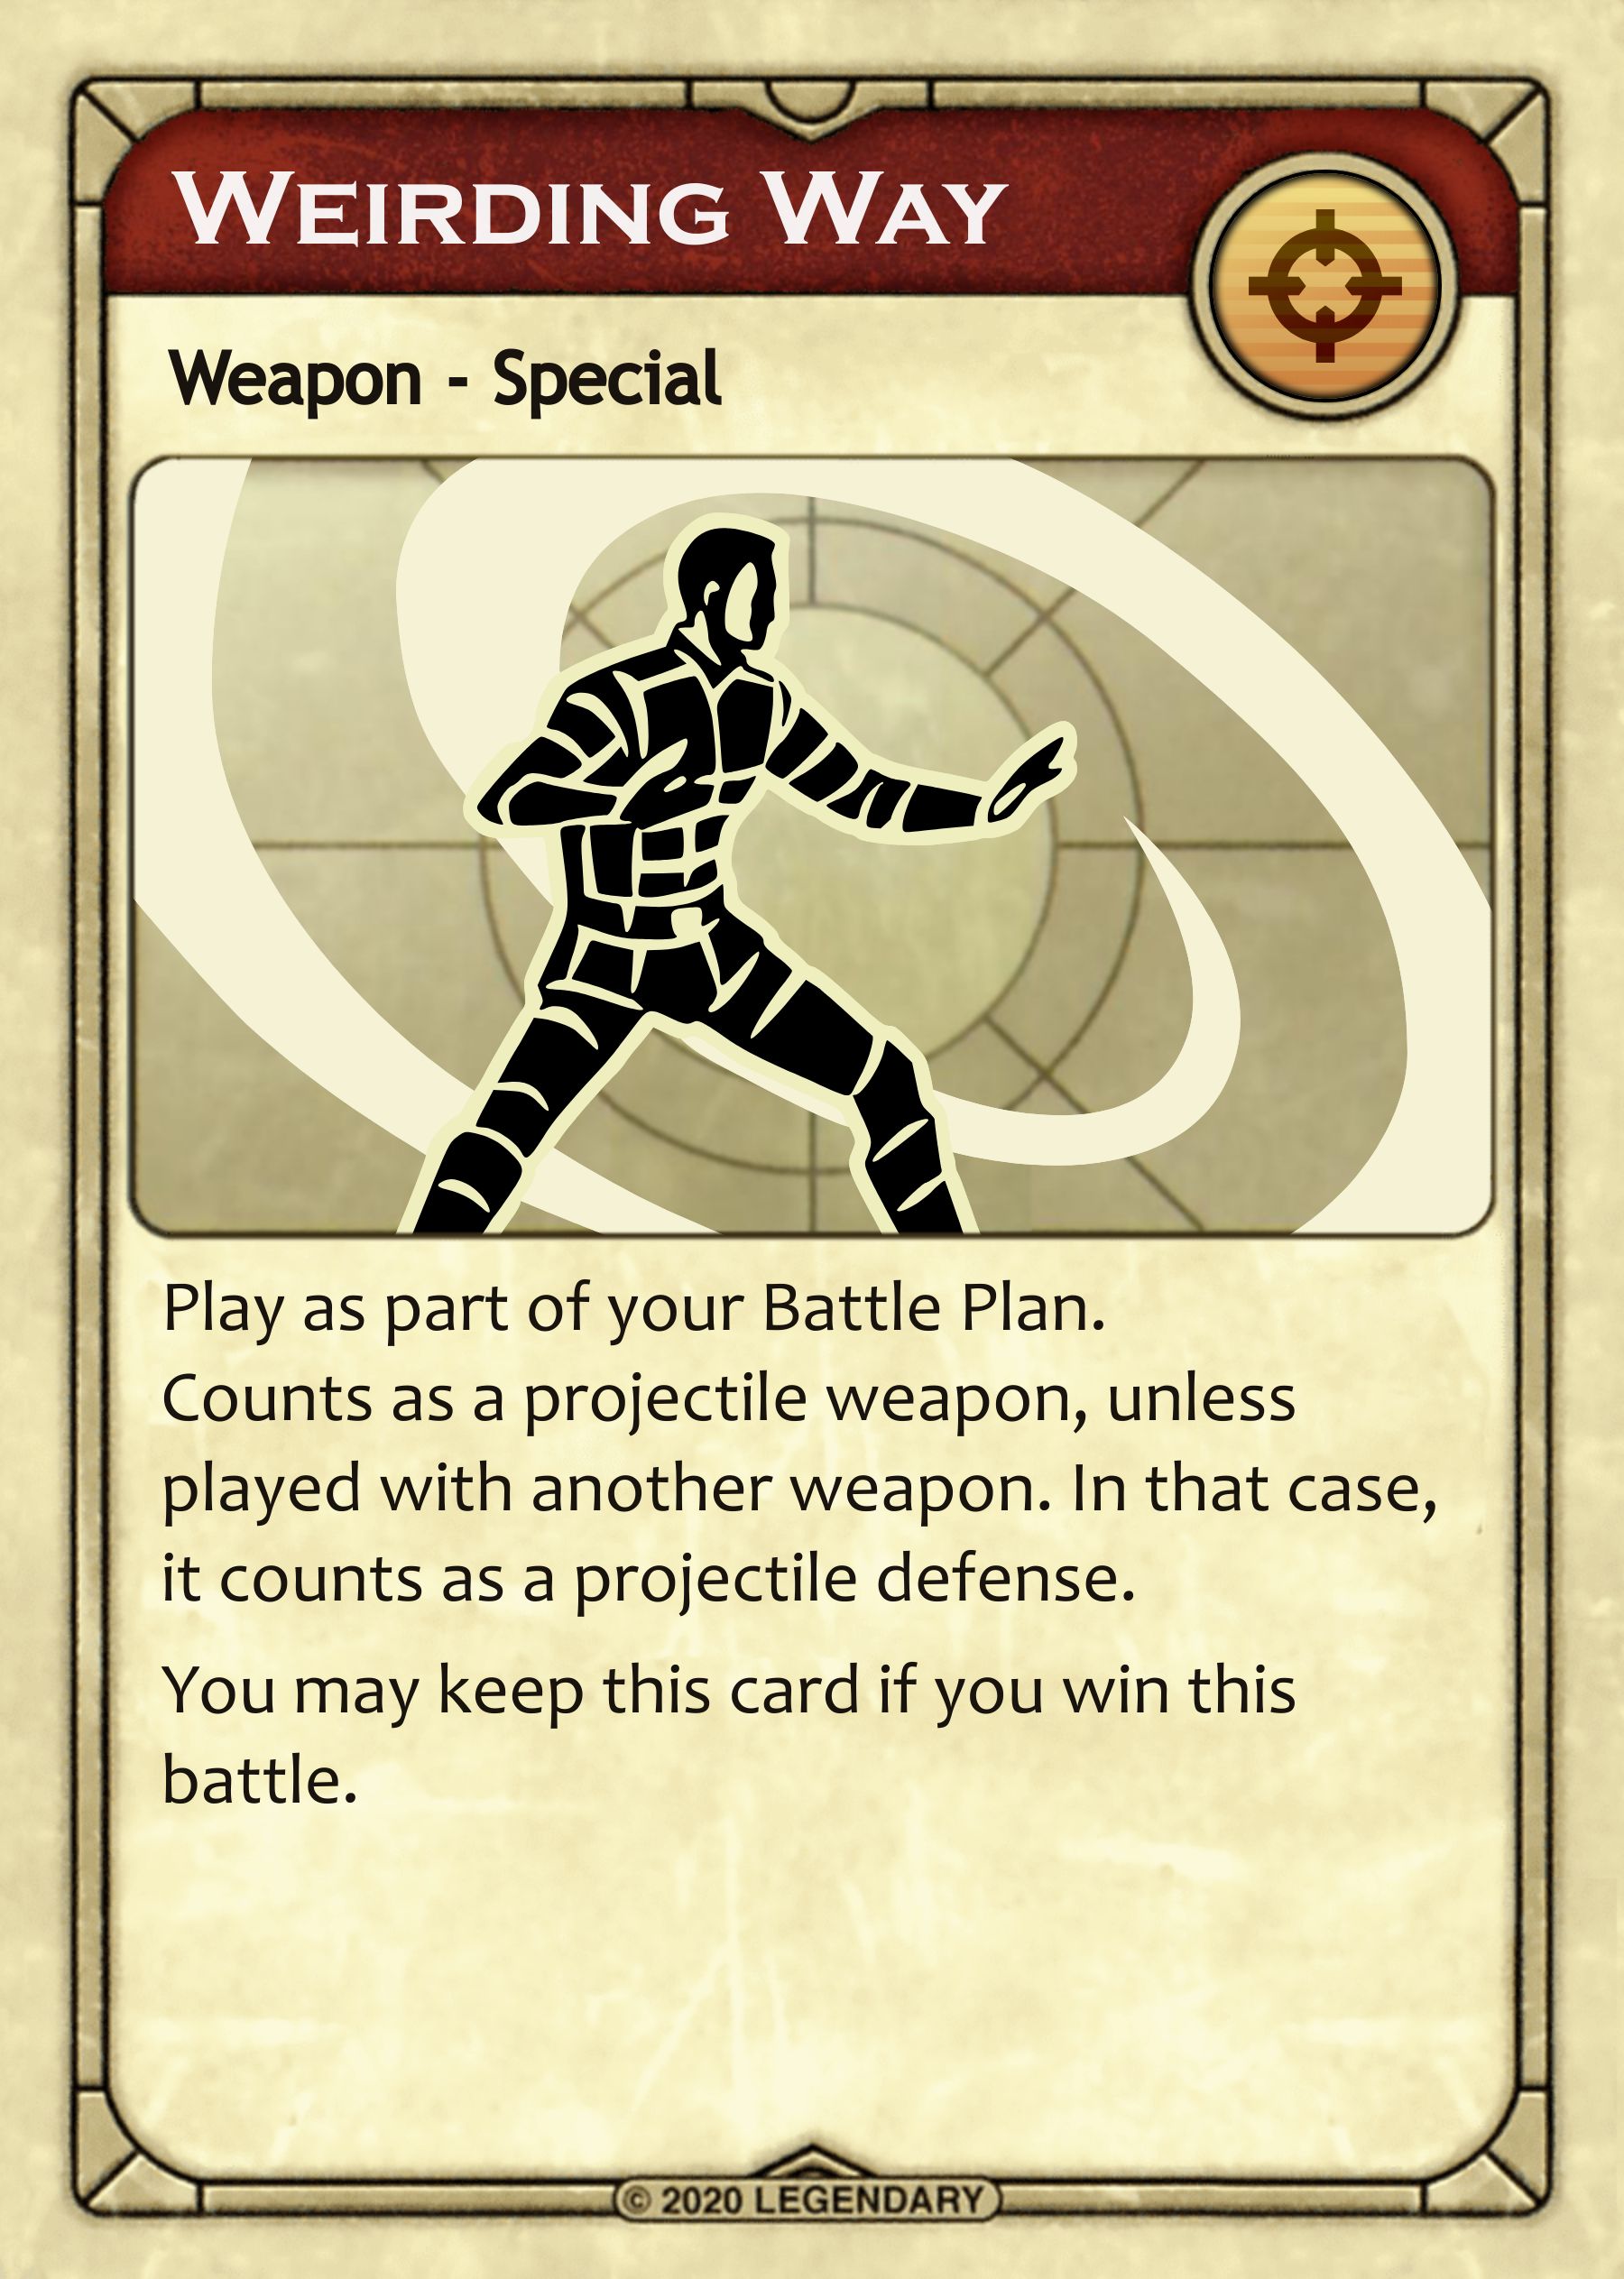 Weirding Way
Weapon - Special
Play as part of your Battle Plan.
Counts as a projectile weapon, unless
played with another weapon. In that case,
it counts as a projectile defense.
You may keep this card if you win this
battle.
© 2020 LEGENDARY